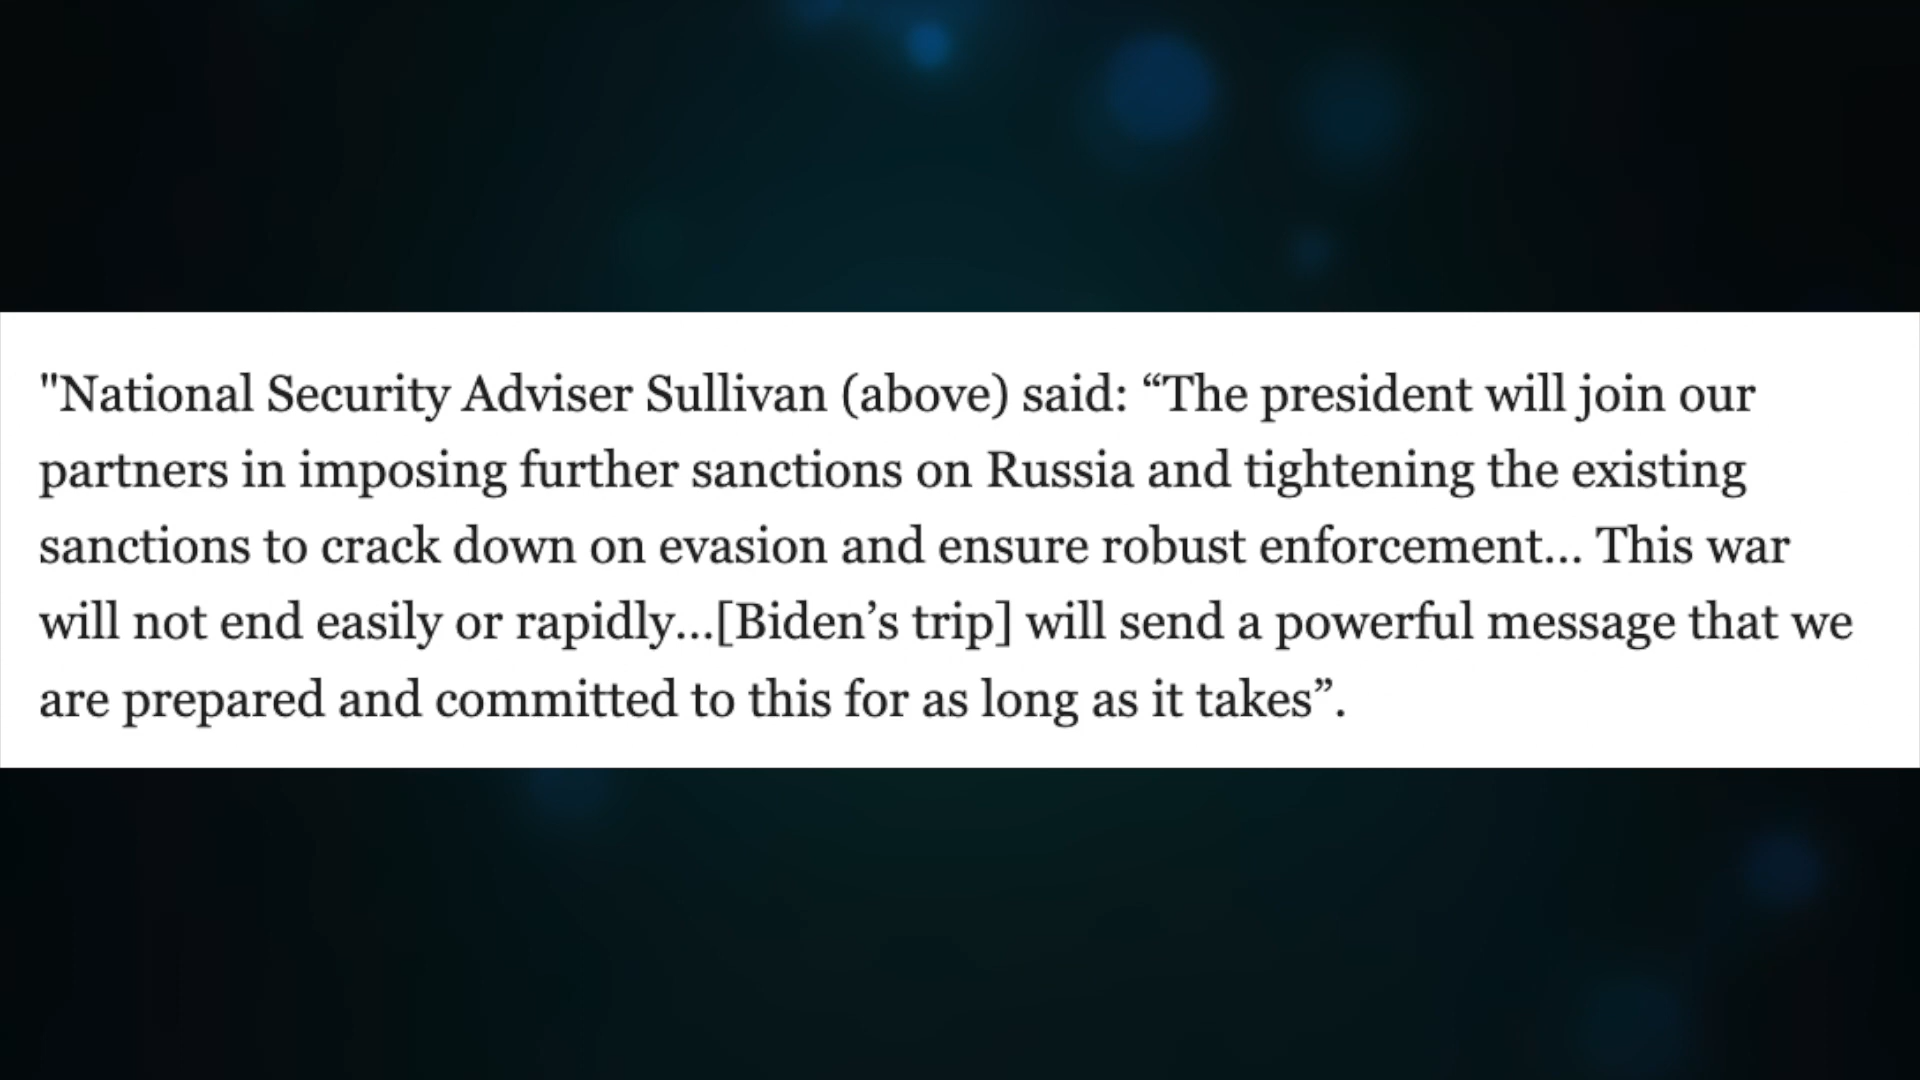 "National Security Adviser Sullivan (above) said: “The president will join our
partners in imposing further sanctions on Russia and tightening the existing
sanctions to crack down on evasion and ensure robust enforcement... This war
will not end easily or rapidly...[Biden’s trip] will send a powerful message that we
are prepared and committed to this for as long as it takes”.